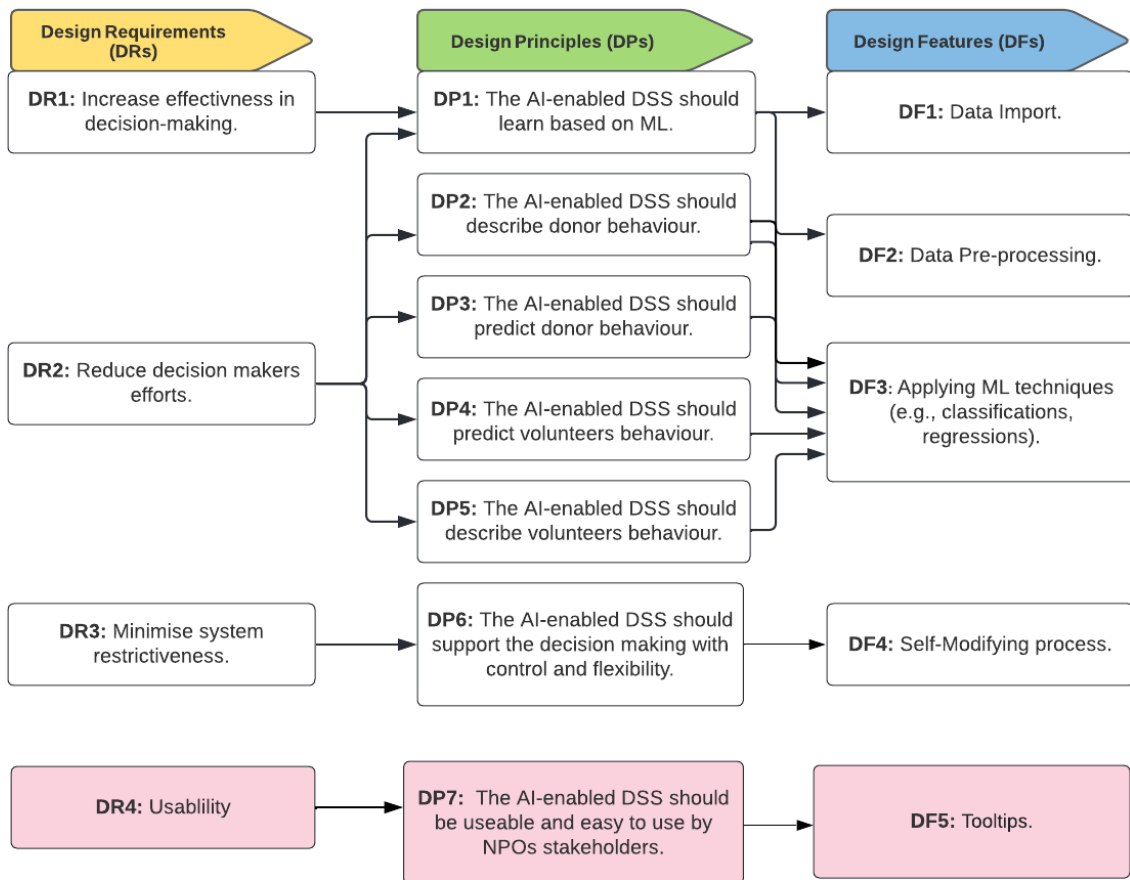 Design Requirements
(DRs)
Design Principles (DPs)
Design Features (DFs)
DR1: Increase effectivness in
decision-making.
DP1: The AI-enabled DSS should
learn based on ML.
DF1: Data Import.
DP2: The AI-enabled DSS should
describe donor behaviour.
DF2: Data Pre-processing.
DP3: The AI-enabled DSS should
predict donor behaviour.
DR2: Reduce decision makers
efforts.
DF3: Applying ML techniques
(e.g., classifications,
regressions).
DP4: The AI-enabled DSS should
predict volunteers behaviour.
DP5: The AI-enabled DSS should
describe volunteers behaviour.
DR3: Minimise system
restrictiveness.
DP6: The AI-enabled DSS should
support the decision making with
control and flexibility.
DF4: Self-Modifying process.
DR4: Usablility
DP7: The AI-enabled DSS should
be useable and easy to use by
NPOs stakeholders.
DF5: Tooltips.